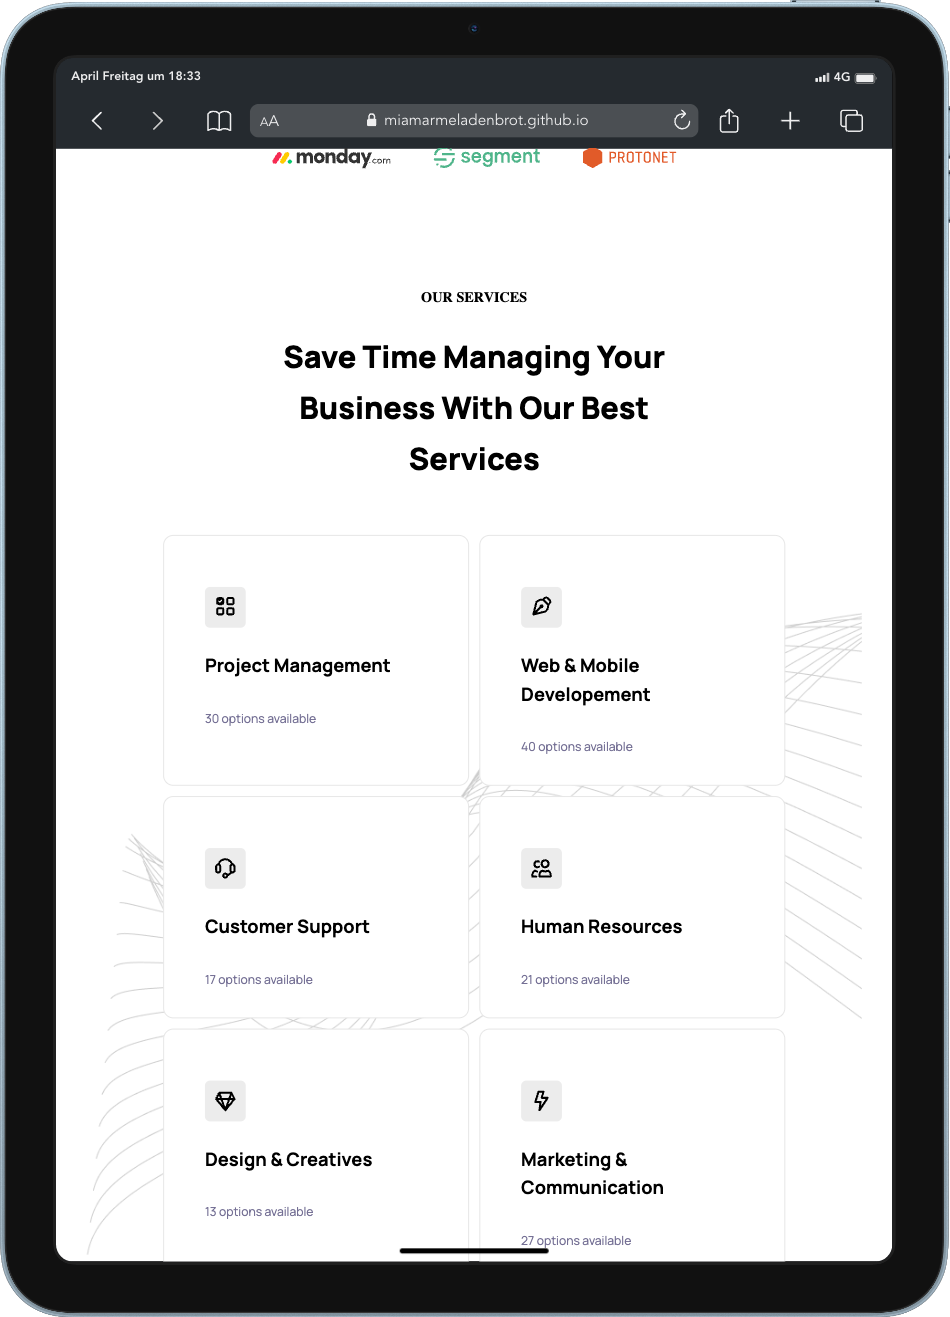 April Freitag um 18:33
4G
AA
miamarmeladenbrot.github.io
monday.com
segment
PROTONET
OUR SERVICES
Save Time Managing Your
Business With Our Best
Services
Project Management
30 options available
Web & Mobile
Developement
40 options available
Customer Support
17 options available
Human Resources
21 options available
Design & Creatives
13 options available
Marketing &
Communication
27 options available